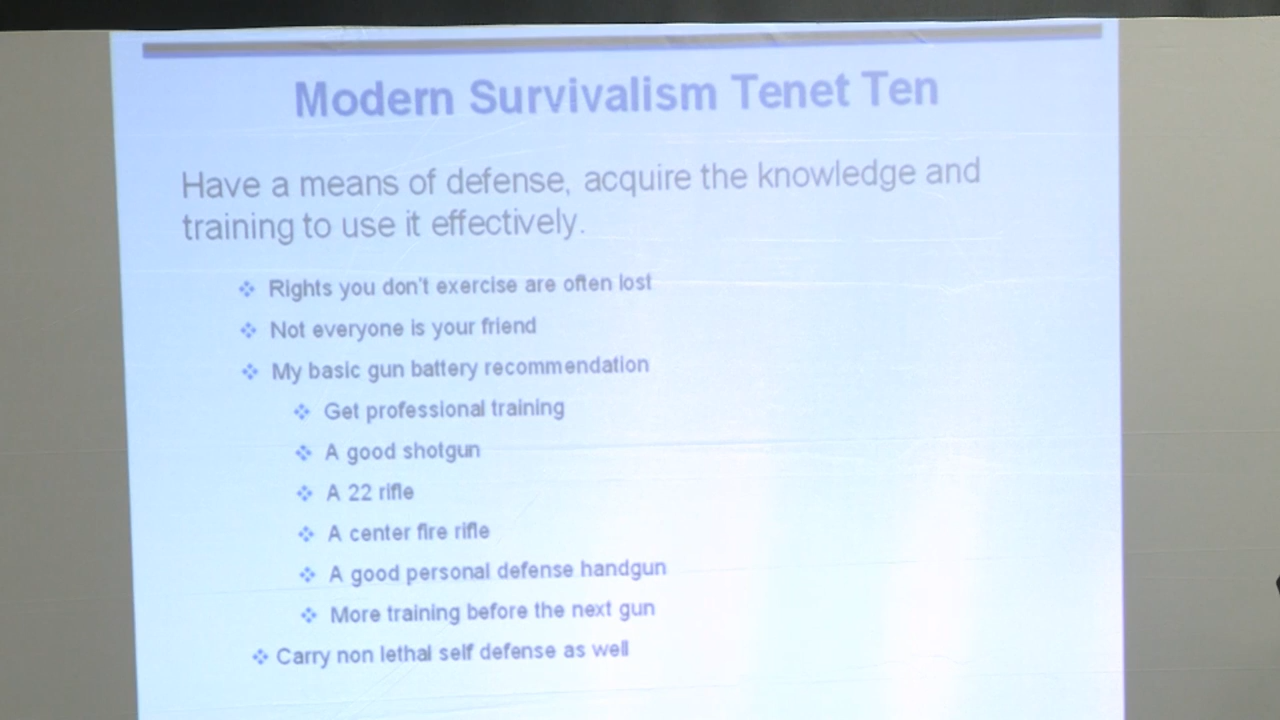 Modern Survivalism Tenet Ten
Have a means of defense, acquire the knowledge and
training to use it effectively.
Rights you don't exercise are often lost
Not everyone is your friend
My basic gun battery recommendation
Get professional training
A good shotgun
A 22 rifle
A center fire rifle
A good personal defense handgun
More training before the next gun
Carry non lethal self defense as well